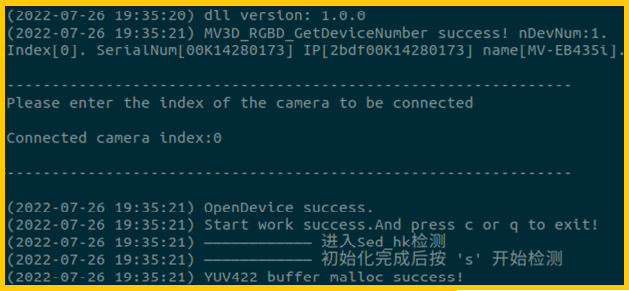 (2022-07-26 19:35:20) dll version: 1.0.0
(2022-07-26 19:35:21) MV3D_RGBD_GetDeviceNumber success! nDevNum:1.
Index[0]. SerialNum[00K14280173] IP[2bdf00K14280173] name[MV-EB435i].
---------------------------------------------------------------
Please enter the index of the camera to be connected
Connected camera index:0
---------------------------------------------------------------
(2022-07-26 19:35:21) OpenDevice success.
(2022-07-26 19:35:21) Start work success.And press c or q to exit!
(2022-07-26 19:35:21) ———————————— 进入Sed_hk检测
(2022-07-26 19:35:21) ———————————— 初始化完成后按 's' 开始检测
(2022-07-26 19:35:21) YUV422 buffer malloc success!